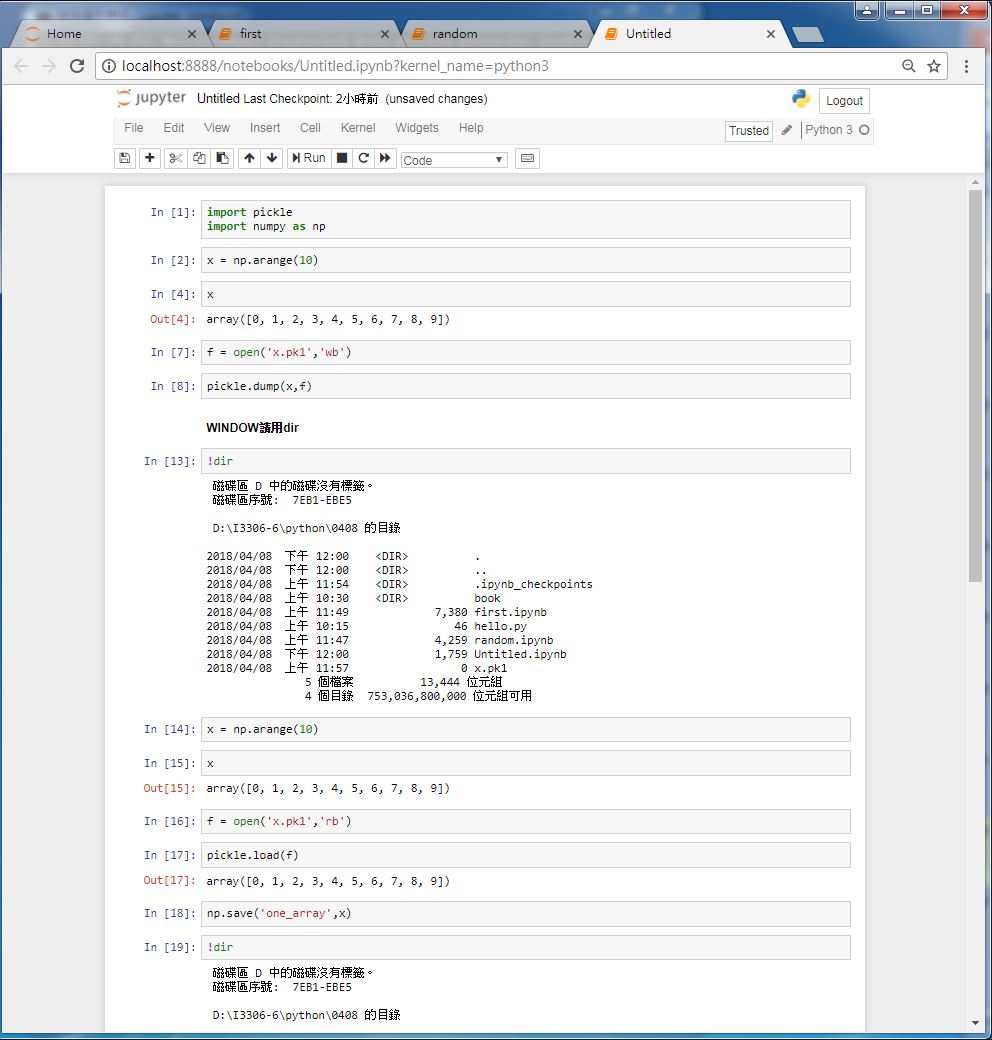 Home
first
random
Untitled
localhost:8888/notebooks/Untitled.ipynb?kernel_name=python3
jupyter Untitled Last Checkpoint: 2小時前 (unsaved changes)
Logout
File Edit View Insert Cell Kernel Widgets Help
Trusted Python 3
Run
Code
In [1]: import pickle
import numpy as np
In [2]: x = np.arange(10)
In [4]: x
Out[4]: array([0, 1, 2, 3, 4, 5, 6, 7, 8, 9])
In [7]: f = open('x.pk1','wb')
In [8]: pickle.dump(x,f)
WINDOW請用dir
In [13]: !dir
磁碟區 D 中的磁碟沒有標籤。
磁碟區序號: 7EB1-EBE5
D:\I3306-6\python\0408 的目錄
2018/04/08 下午 12:00 <DIR> .
2018/04/08 下午 12:00 <DIR> ..
2018/04/08 上午 11:54 <DIR> .ipynb_checkpoints
2018/04/08 上午 10:30 <DIR> book
2018/04/08 上午 11:49 7,380 first.ipynb
2018/04/08 上午 10:15 46 hello.py
2018/04/08 上午 11:47 4,259 random.ipynb
2018/04/08 下午 12:00 1,759 Untitled.ipynb
2018/04/08 上午 11:57 0 x.pk1
5 個檔案 13,444 位元組
4 個目錄 753,036,800,000 位元組可用
In [14]: x = np.arange(10)
In [15]: x
Out[15]: array([0, 1, 2, 3, 4, 5, 6, 7, 8, 9])
In [16]: f = open('x.pk1','rb')
In [17]: pickle.load(f)
Out[17]: array([0, 1, 2, 3, 4, 5, 6, 7, 8, 9])
In [18]: np.save('one_array',x)
In [19]: !dir
磁碟區 D 中的磁碟沒有標籤。
磁碟區序號: 7EB1-EBE5
D:\I3306-6\python\0408 的目錄